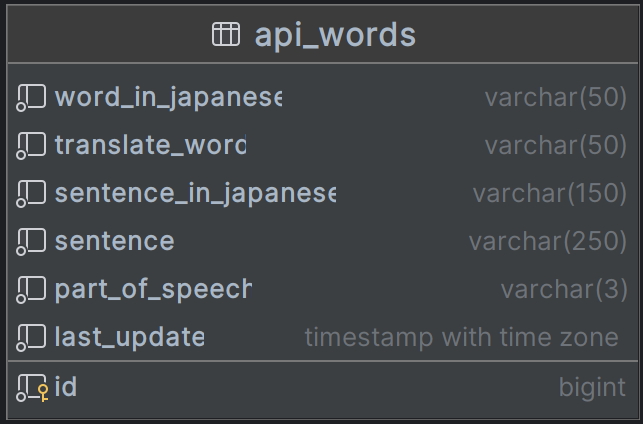 api_words
word_in_japanese varchar(50)
translate_word varchar(50)
sentence_in_japanese varchar(150)
sentence varchar(250)
part_of_speech varchar(3)
last_update timestamp with time zone
id bigint